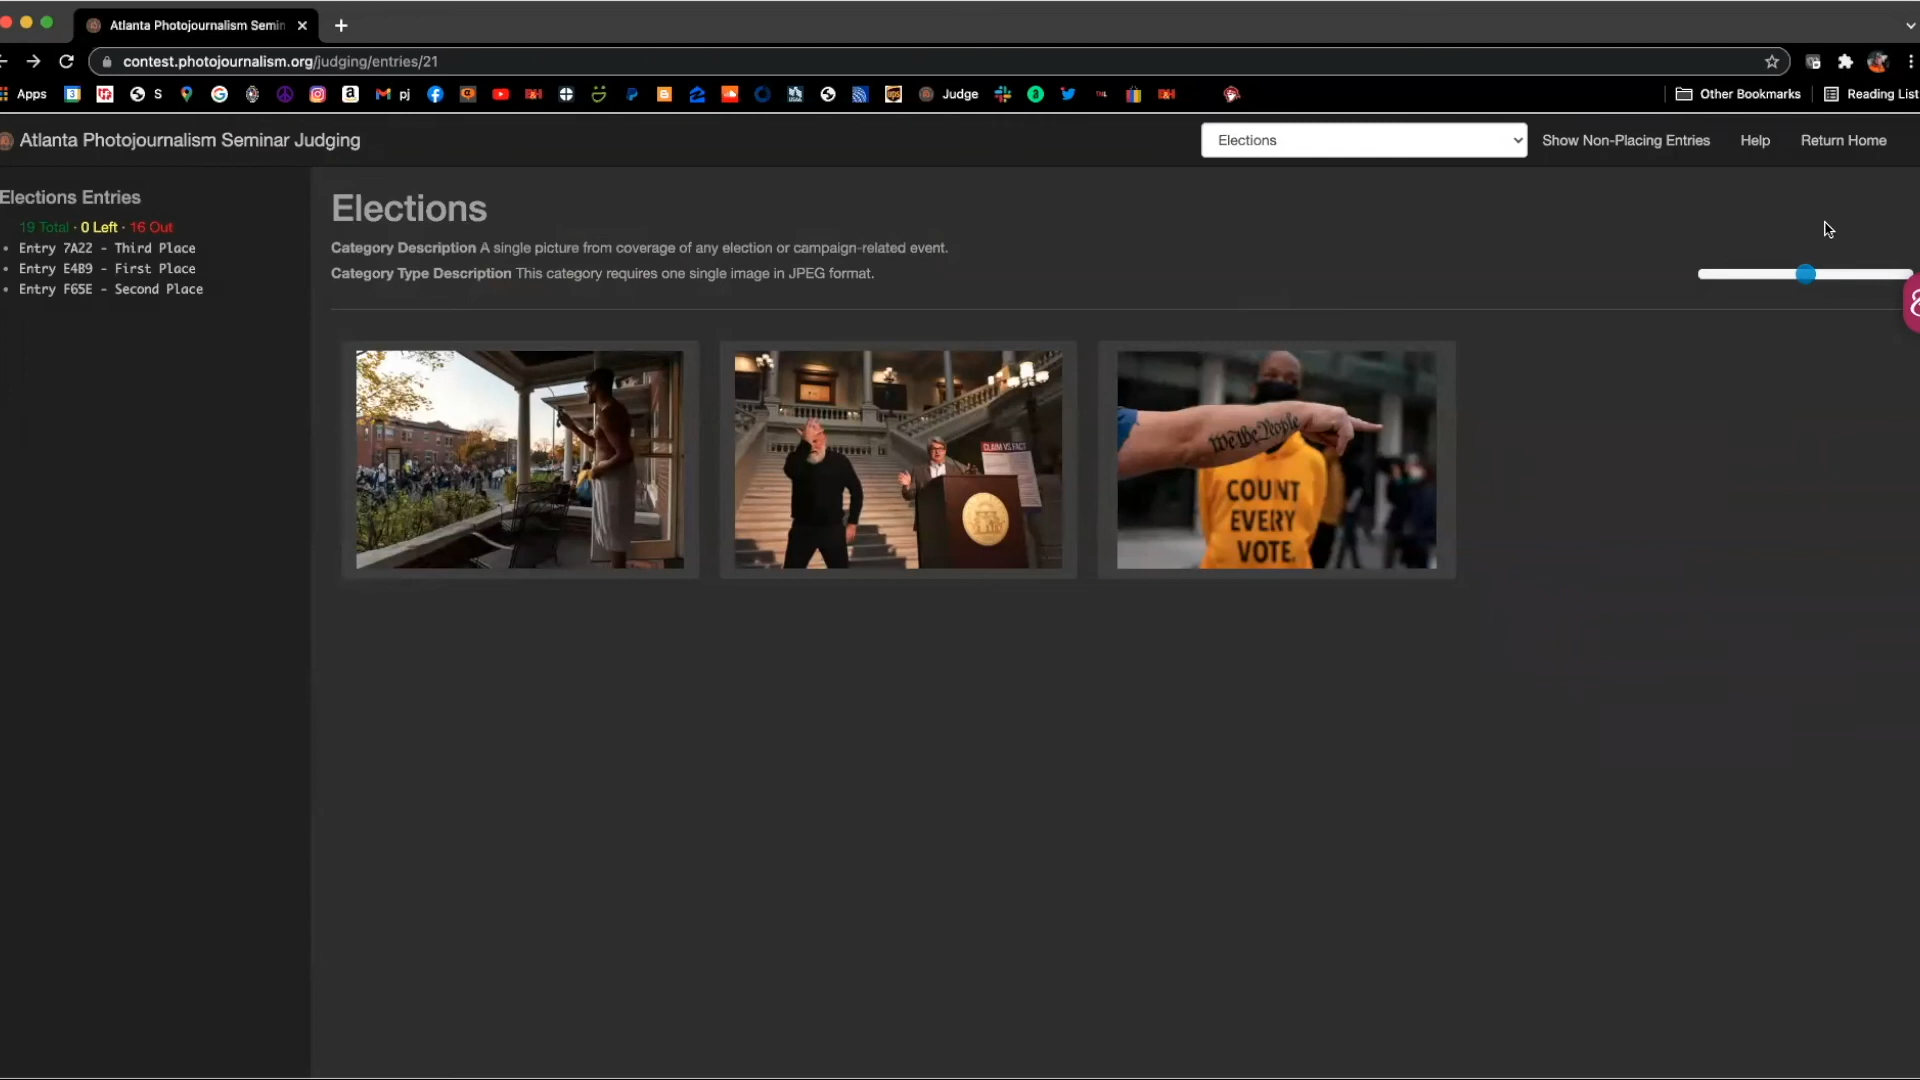 Atlanta Photojournalism Semin
contest.photojournalism.org/judging/entries/21
Apps
S
pj
Judge
Other Bookmarks
Reading List
Atlanta Photojournalism Seminar Judging
Elections
Show Non-Placing Entries
Help
Return Home
Elections Entries
19 Total · 0 Left · 16 Out
Entry 7A22 - Third Place
Entry E4B9 - First Place
Entry F65E - Second Place
Elections
Category Description A single picture from coverage of any election or campaign-related event.
Category Type Description This category requires one single image in JPEG format.
CLAIM VS FACT
We the People
COUNT
EVERY
VOTE.